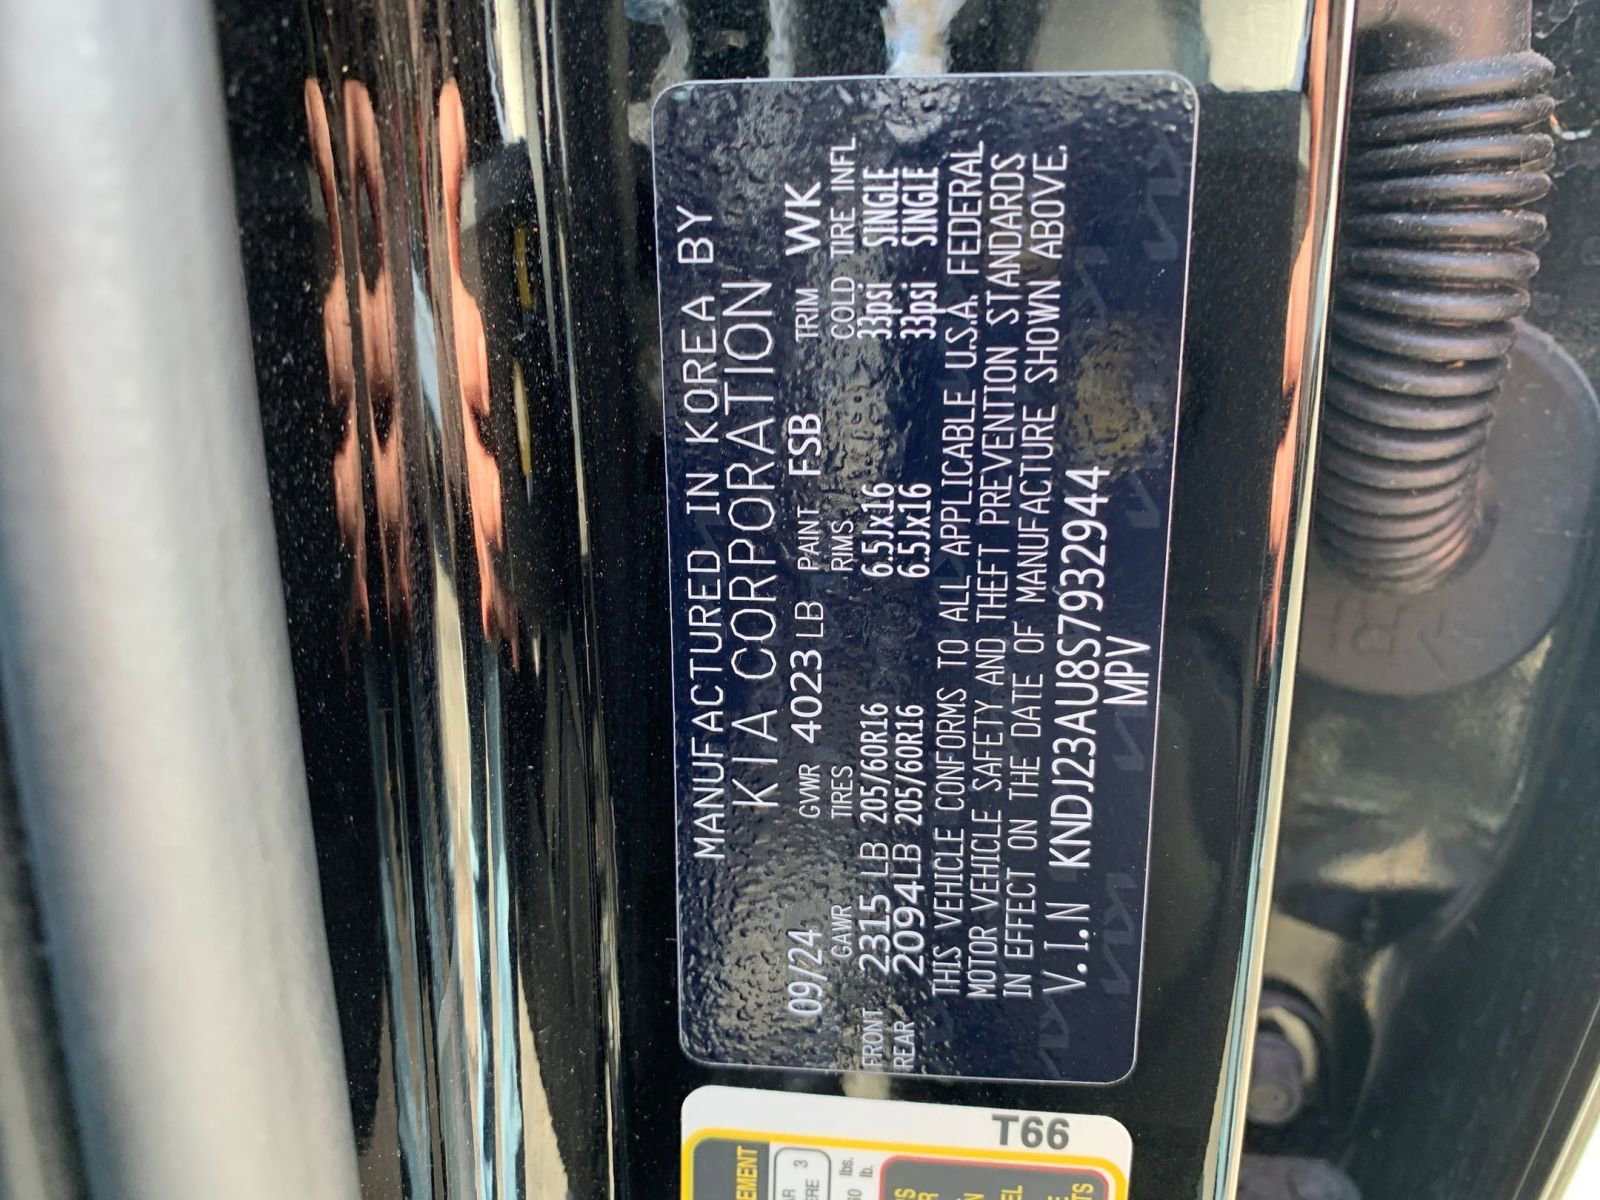 MANUFACTURED IN KOREA BY
KIA CORPORATION
09/24 GVWR 4023 LB PAINT FSB TRIM WK
GAWR TIRES RIMS COLD TIRE INFL
FRONT 2315 LB 205/60R16 6.5Jx16 33psi SINGLE
REAR 2094 LB 205/60R16 6.5Jx16 33psi SINGLE
THIS VEHICLE CONFORMS TO ALL APPLICABLE U.S.A. FEDERAL
MOTOR VEHICLE SAFETY AND THEFT PREVENTION STANDARDS
IN EFFECT ON THE DATE OF MANUFACTURE SHOWN ABOVE.
V.I.N KNDJ23AU8S7932944
MPV
T66